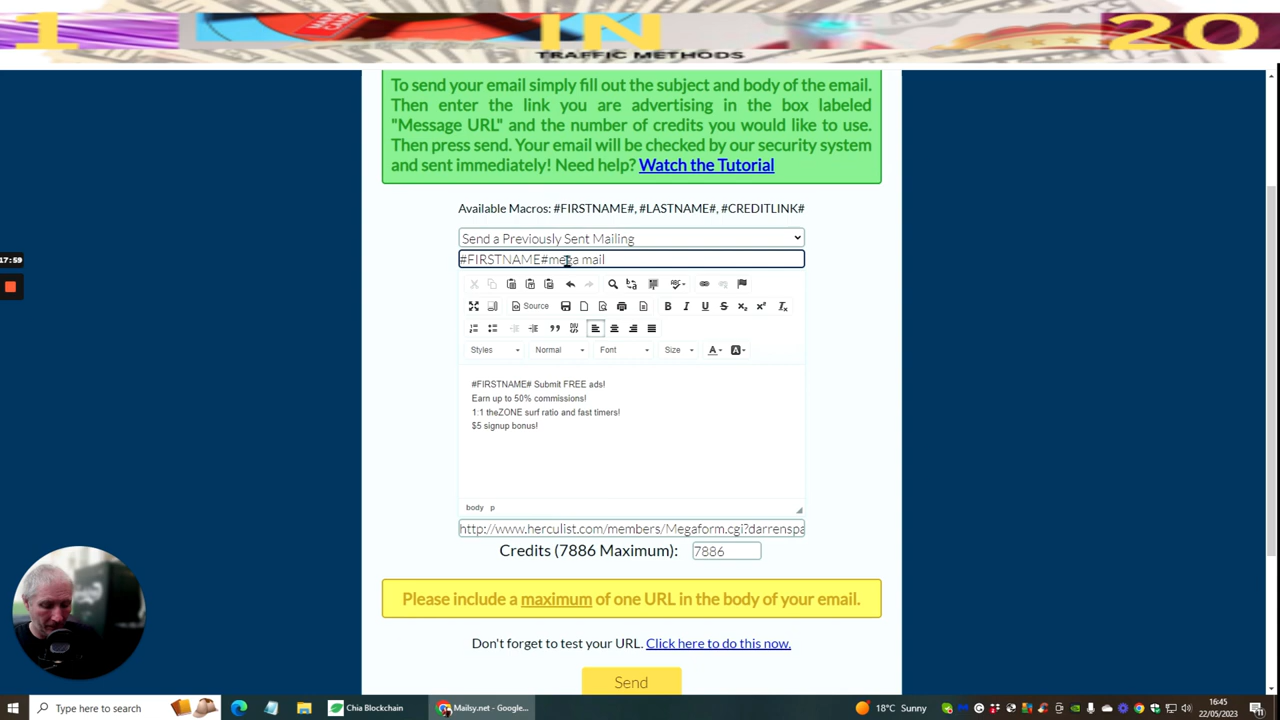 1 IN 20
TRAFFIC METHODS
To send your email simply fill out the subject and body of the email.
Then enter the link you are advertising in the box labeled
"Message URL" and the number of credits you would like to use.
Then press send. Your email will be checked by our security system
and sent immediately! Need help? Watch the Tutorial
Available Macros: #FIRSTNAME#, #LASTNAME#, #CREDITLINK#
Send a Previously Sent Mailing
#FIRSTNAME#mega mail
17:59
Source
B I U S x₂ x² Tx
Styles Normal Font Size A A
#FIRSTNAME# Submit FREE ads!
Earn up to 50% commissions!
1:1 theZONE surf ratio and fast timers!
$5 signup bonus!
body p
http://www.herculist.com/members/Megaform.cgi?darrenspa
Credits (7886 Maximum): 7886
Please include a maximum of one URL in the body of your email.
Don't forget to test your URL. Click here to do this now.
Send
Type here to search
Chia Blockchain
Mailsy.net - Google...
18°C Sunny
16:45
22/05/2023